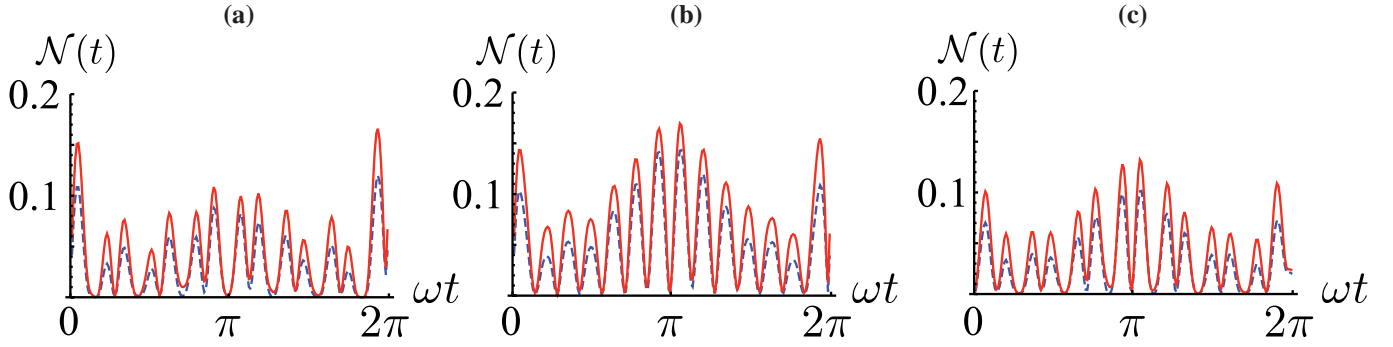 (a) (b) (c)
𝒩(t) 𝒩(t) 𝒩(t)
0.2 0.2 0.2
0.1 0.1 0.1
ωt ωt ωt
0 π 2π 0 π 2π 0 π 2π